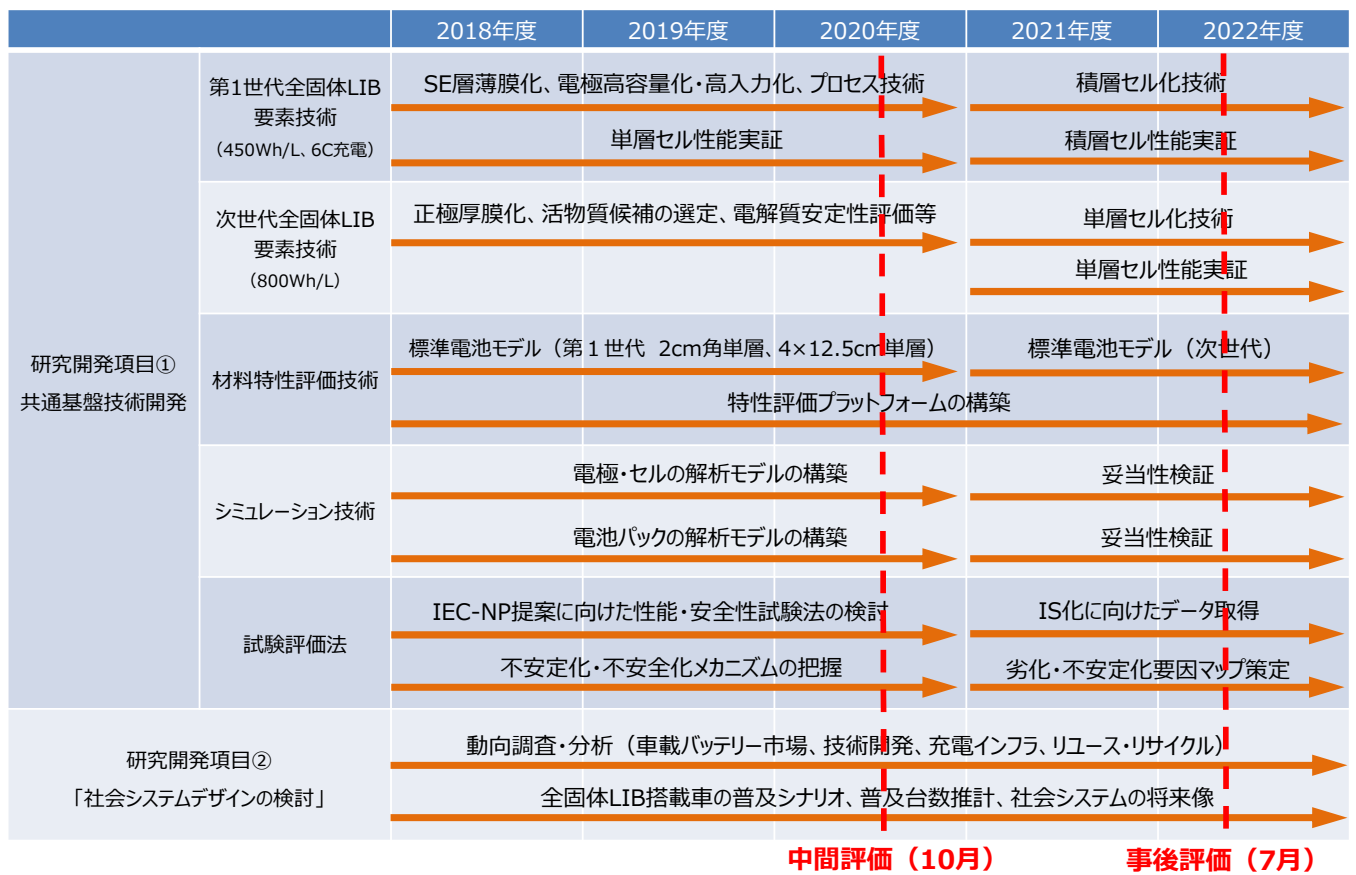 2018年度 2019年度 2020年度 2021年度 2022年度
研究開発項目①
共通基盤技術開発
第1世代全固体LIB
要素技術
（450Wh/L、6C充電）
SE層薄膜化、電極高容量化・高入力化、プロセス技術
積層セル化技術
単層セル性能実証
積層セル性能実証
次世代全固体LIB
要素技術
（800Wh/L）
正極厚膜化、活物質候補の選定、電解質安定性評価等
単層セル化技術
単層セル性能実証
材料特性評価技術
標準電池モデル（第１世代 2cm角単層、4×12.5cm単層）
標準電池モデル（次世代）
特性評価プラットフォームの構築
シミュレーション技術
電極・セルの解析モデルの構築
妥当性検証
電池パックの解析モデルの構築
妥当性検証
試験評価法
IEC-NP提案に向けた性能・安全性試験法の検討
IS化に向けたデータ取得
不安定化・不安全化メカニズムの把握
劣化・不安定化要因マップ策定
研究開発項目②
「社会システムデザインの検討」
動向調査・分析（車載バッテリー市場、技術開発、充電インフラ、リユース・リサイクル）
全固体LIB搭載車の普及シナリオ、普及台数推計、社会システムの将来像
中間評価（10月）
事後評価（7月）